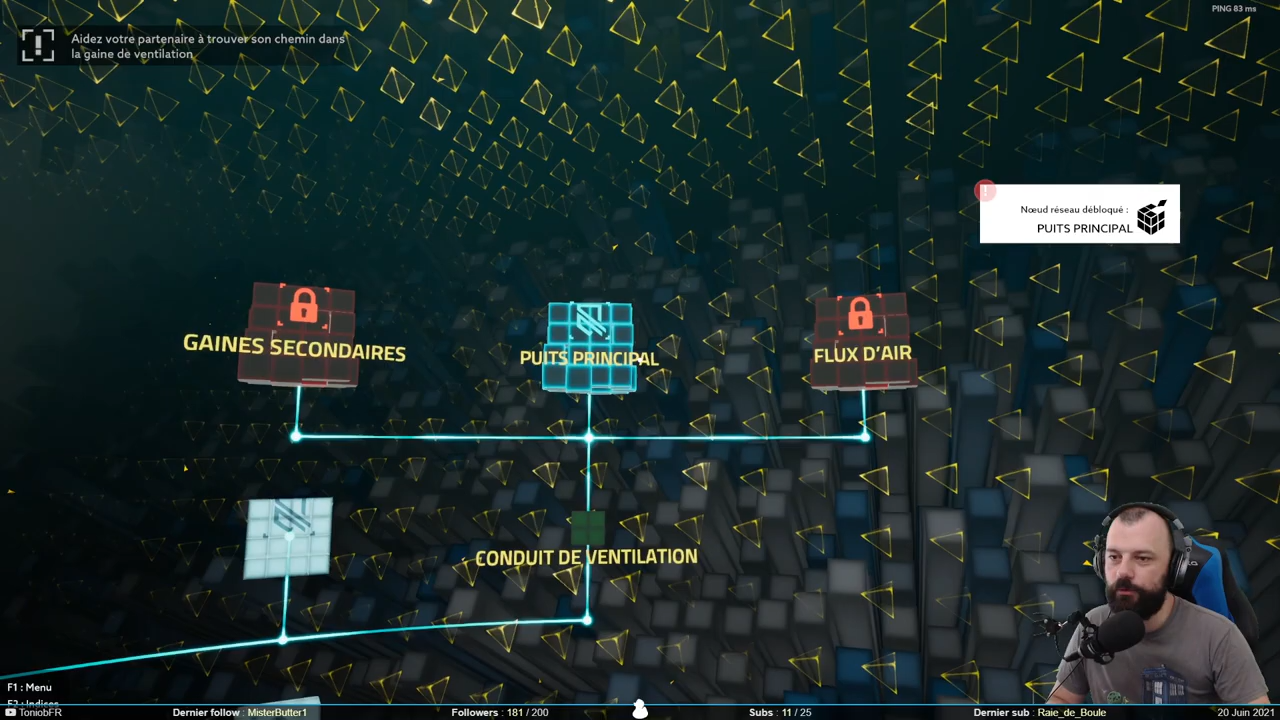 PING 83 ms
Aidez votre partenaire à trouver son chemin dans
la gaine de ventilation
Nœud réseau débloqué :
PUITS PRINCIPAL
GAINES SECONDAIRES
PUITS PRINCIPAL
FLUX D'AIR
CONDUIT DE VENTILATION
F1 : Menu
F2 : Indices
ToniobFR
Dernier follow : MisterButter1
Followers : 181 / 200
Subs : 11 / 25
Dernier sub : Raie_de_Boule
20 Juin 2021